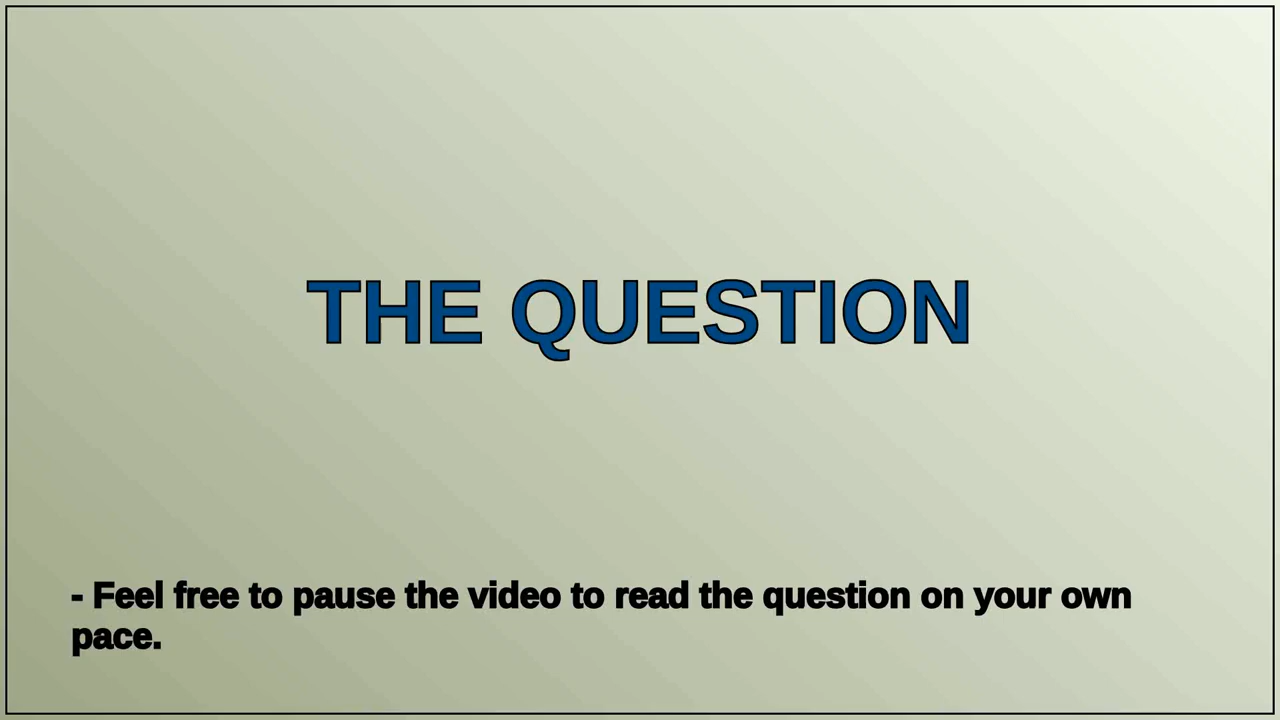 THE QUESTION
- Feel free to pause the video to read the question on your own
pace.